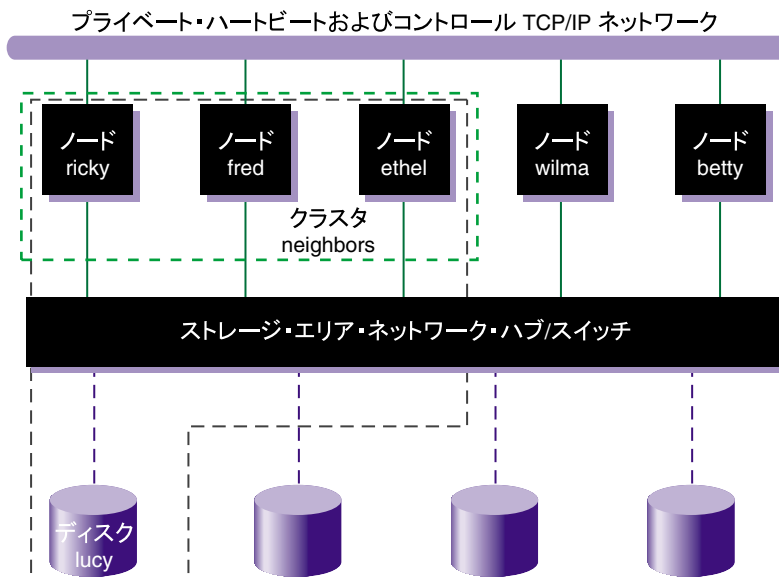 プライベート・ハートビートおよびコントロール TCP/IP ネットワーク
ノード
ricky
ノード
fred
ノード
ethel
ノード
wilma
ノード
betty
クラスタ
neighbors
ストレージ・エリア・ネットワーク・ハブ/スイッチ
ディスク
lucy